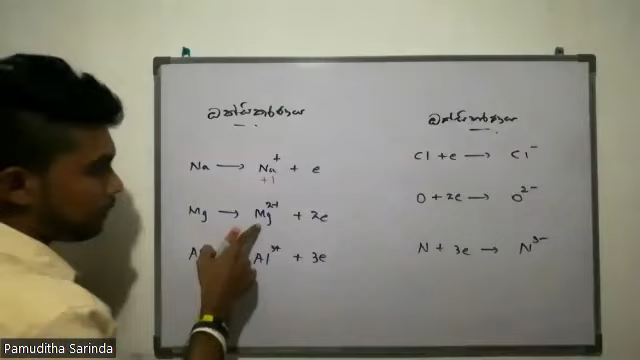 Na → Na⁺ + e
+1
Mg → Mg²⁺ + 2e
Al³⁺ + 3e
Cl + e → Cl⁻
O + 2e → O²⁻
N + 3e → N³⁻
Pamuditha Sarinda